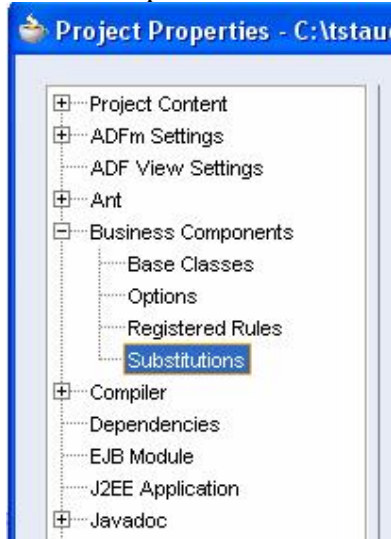 Project Properties - C:\tstau
Project Content
ADFm Settings
ADF View Settings
Ant
Business Components
Base Classes
Options
Registered Rules
Substitutions
Compiler
Dependencies
EJB Module
J2EE Application
Javadoc